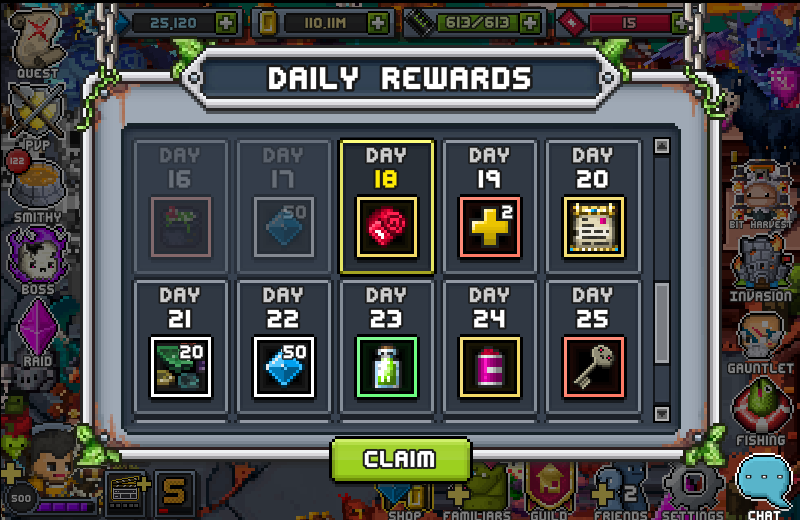 25,120
110,11M
613/613
15
QUEST
DAILY REWARDS
PVP
122
SMITHY
BOSS
RAID
DAY 16
DAY 17
50
DAY 18
DAY 19
2
DAY 20
DAY 21
20
DAY 22
50
DAY 23
DAY 24
DAY 25
BIT HARVEST
INVASION
GAUNTLET
FISHING
CLAIM
500
S
2
SHOP
FAMILIARS
GUILD
FRIENDS
SETTINGS
CHAT